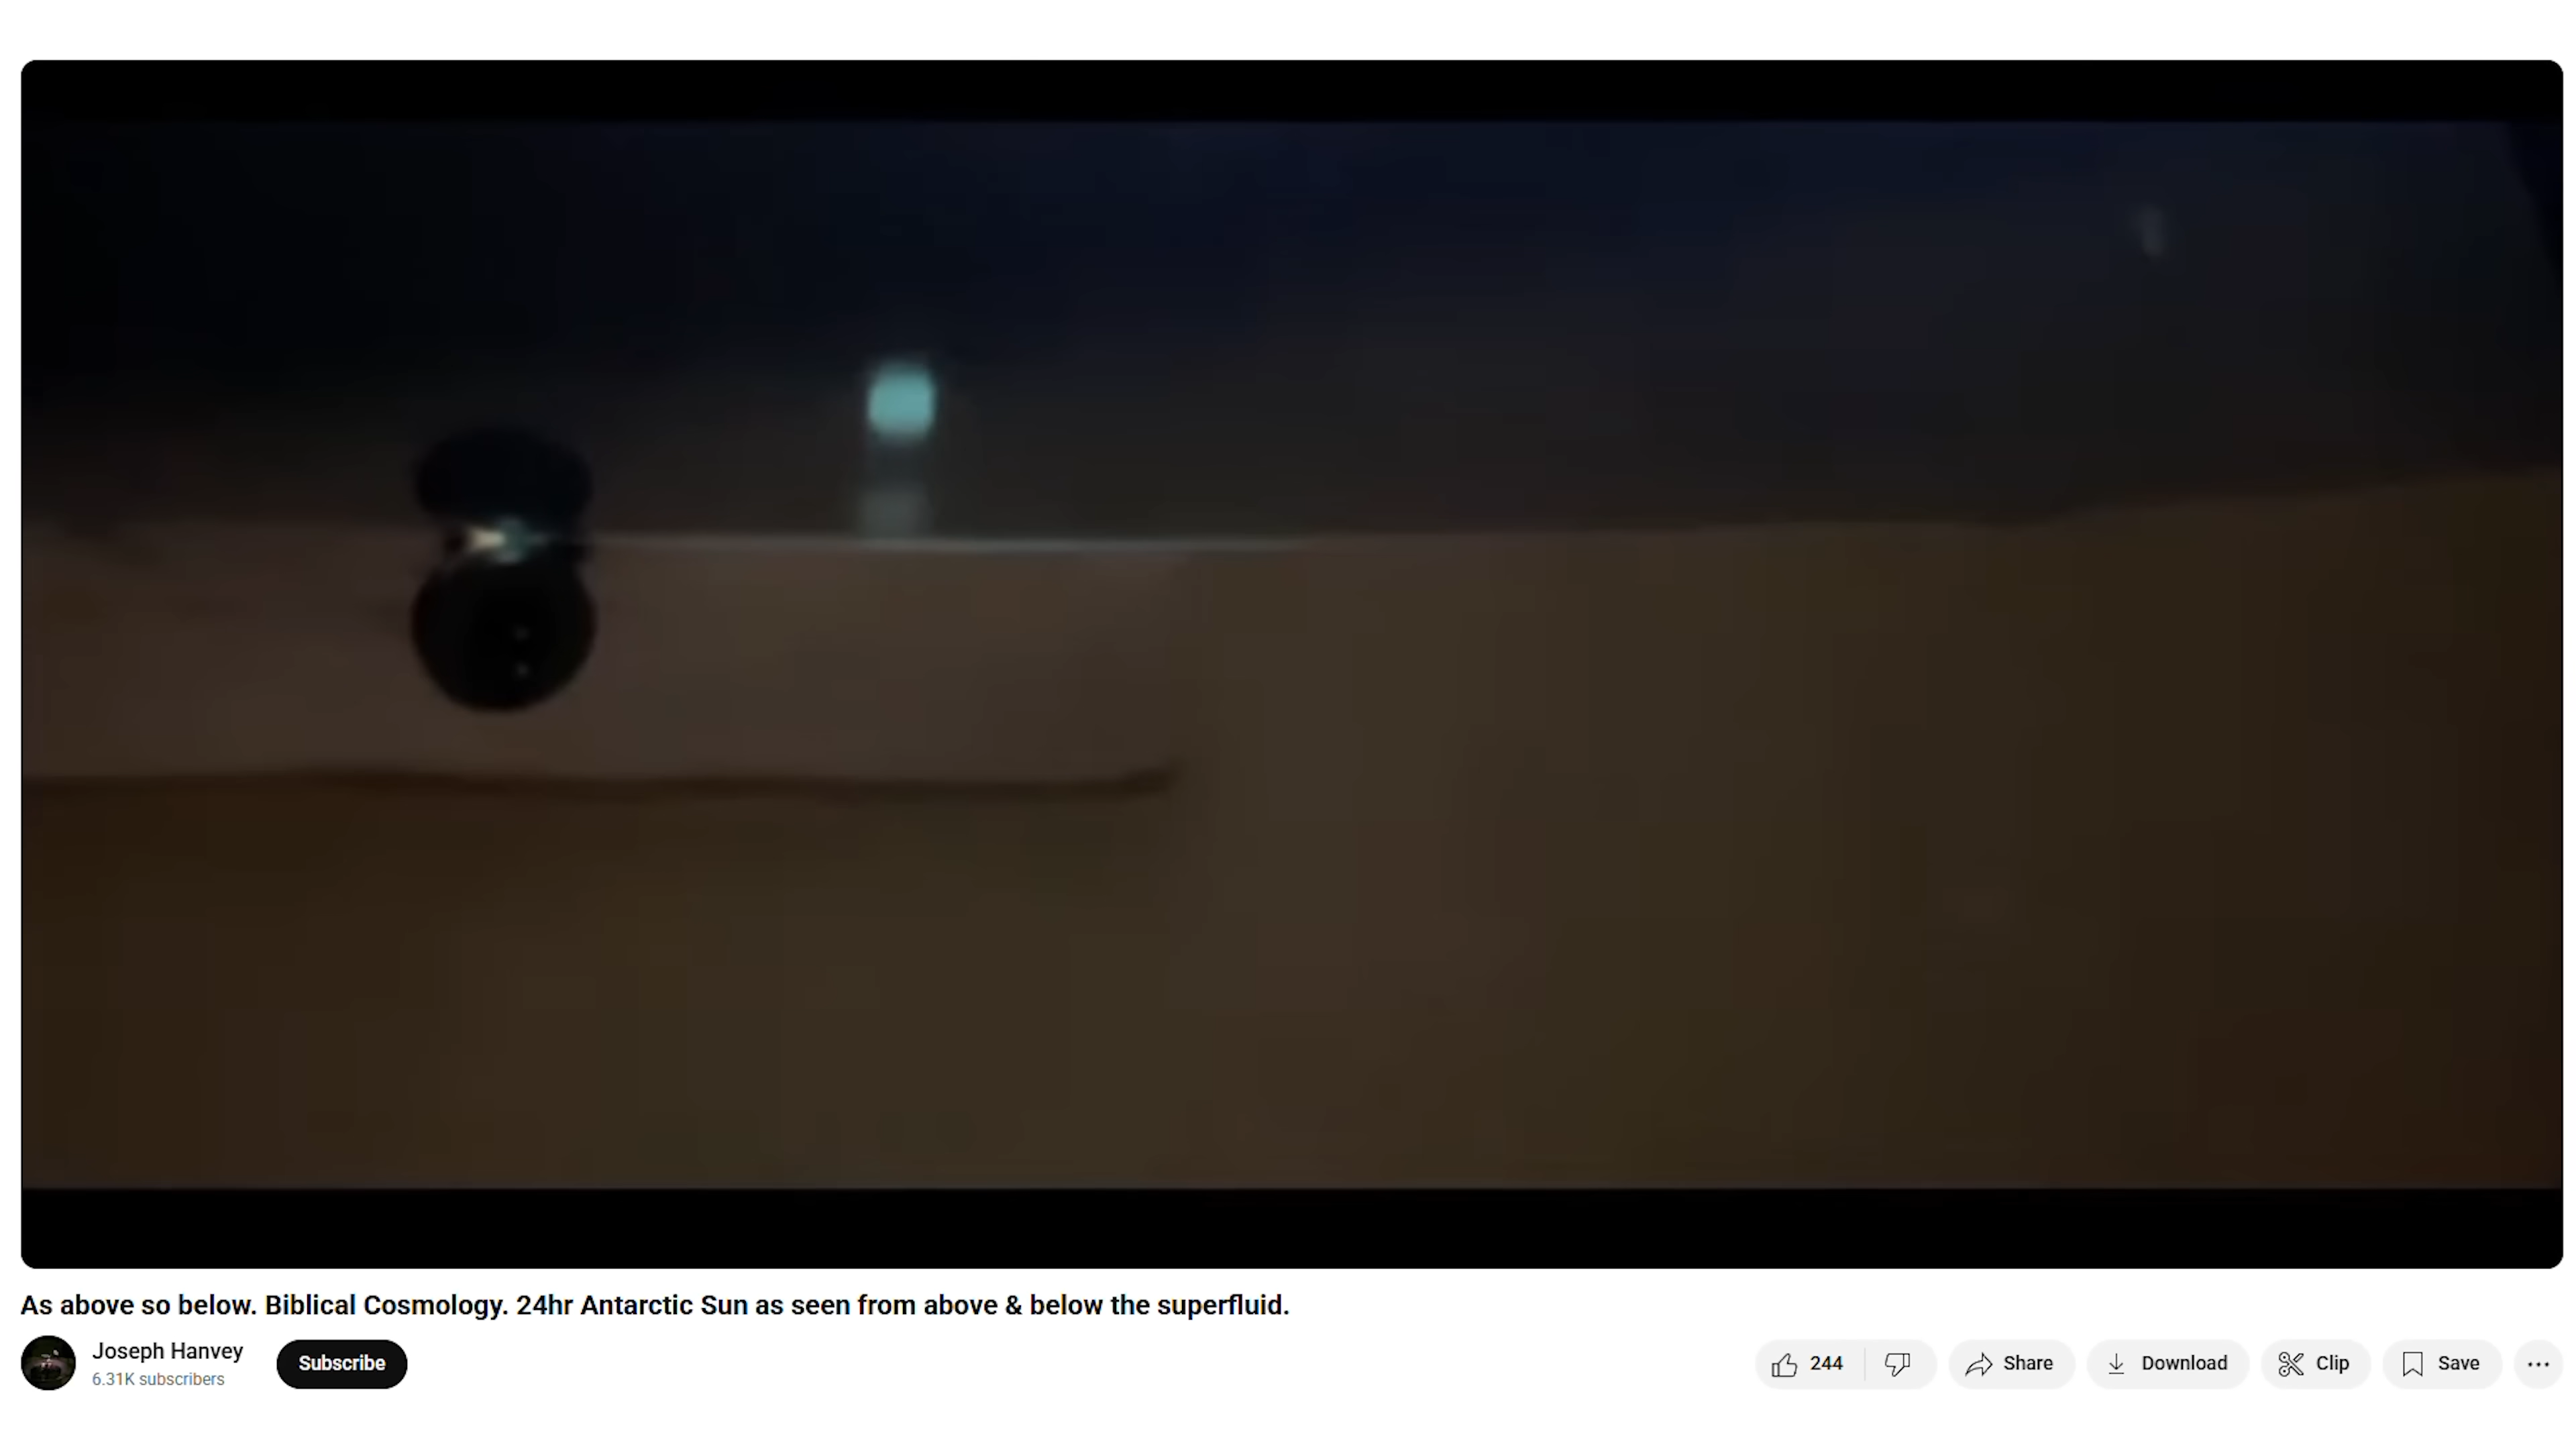 As above so below. Biblical Cosmology. 24hr Antarctic Sun as seen from above & below the superfluid.
Joseph Hanvey
6.31K subscribers
Subscribe
244
Share
Download
Clip
Save